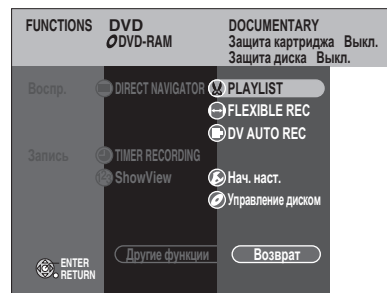 FUNCTIONS DVD DOCUMENTARY
DVD-RAM Защита картриджа Выкл.
Защита диска Выкл.
Воспр. DIRECT NAVIGATOR PLAYLIST
FLEXIBLE REC
DV AUTO REC
Запись TIMER RECORDING
ShowView Нач. наст.
Управление диском
ENTER Другие функции Возврат
RETURN